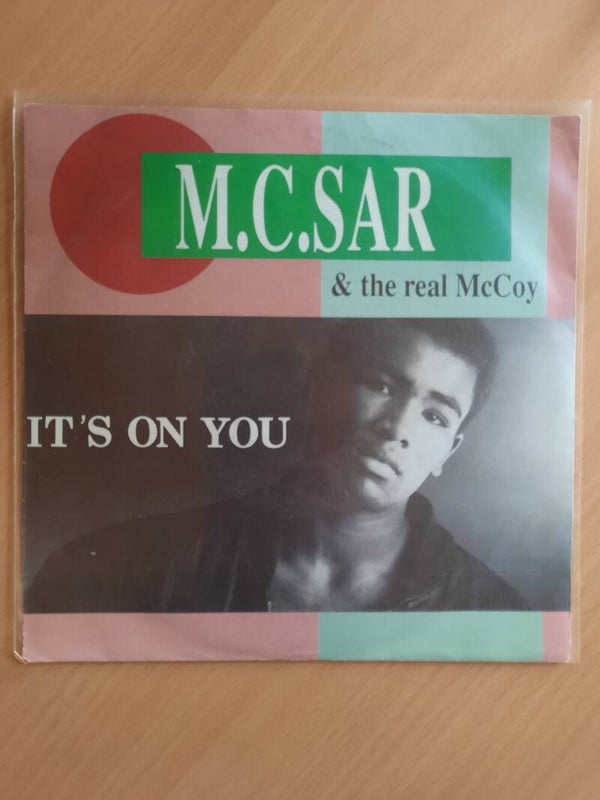 M.C.SAR
& the real McCoy
IT'S ON YOU